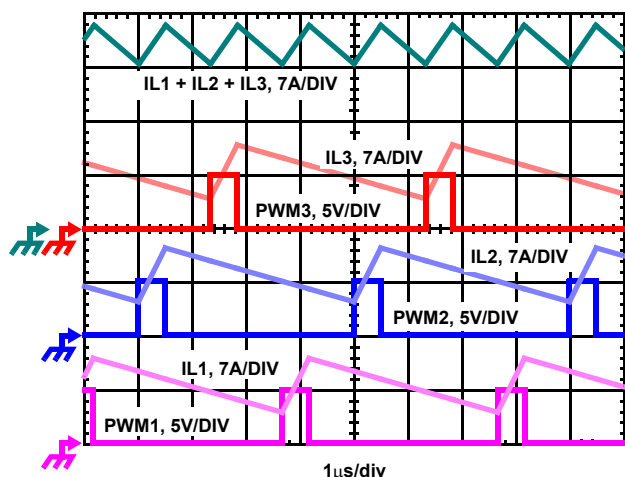 IL1 + IL2 + IL3, 7A/DIV
IL3, 7A/DIV
PWM3, 5V/DIV
IL2, 7A/DIV
PWM2, 5V/DIV
IL1, 7A/DIV
PWM1, 5V/DIV
1μs/div